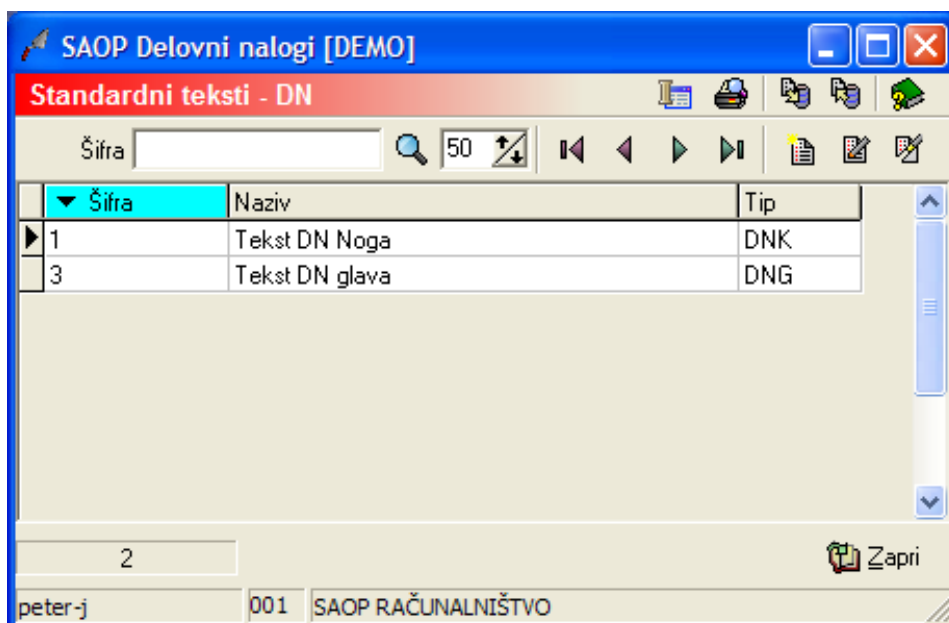 SAOP Delovni nalogi [DEMO]
Standardni teksti - DN
Šifra 50
Šifra Naziv Tip
1 Tekst DN Noga DNK
3 Tekst DN glava DNG
2 Zapri
peter-j 001 SAOP RAČUNALNIŠTVO